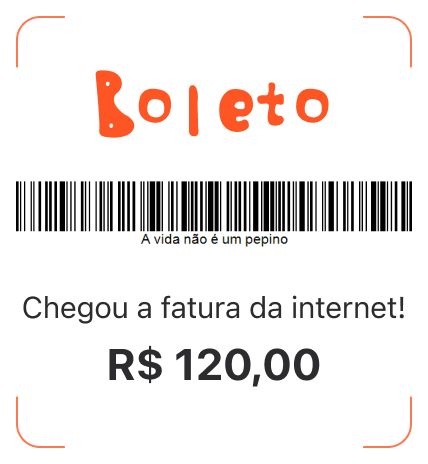 Boleto
A vida não é um pepino
Chegou a fatura da internet!
R$ 120,00